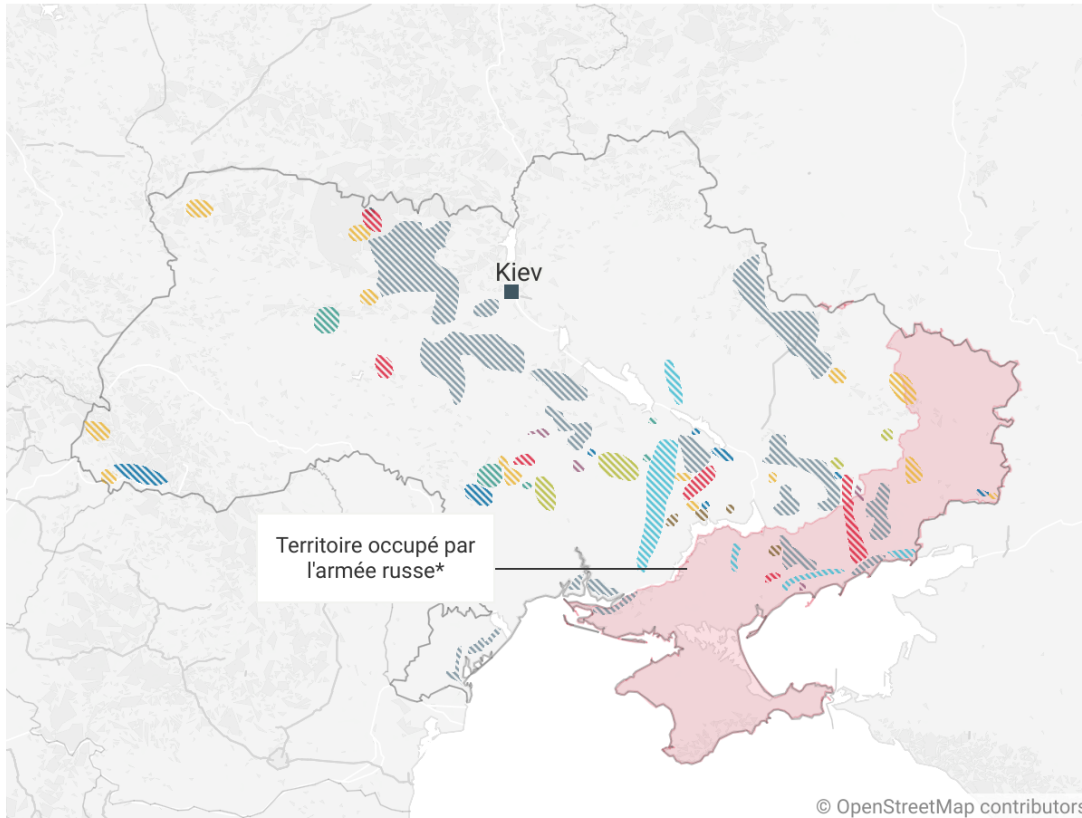 Kiev
Territoire occupé par
l'armée russe*
© OpenStreetMap contributors